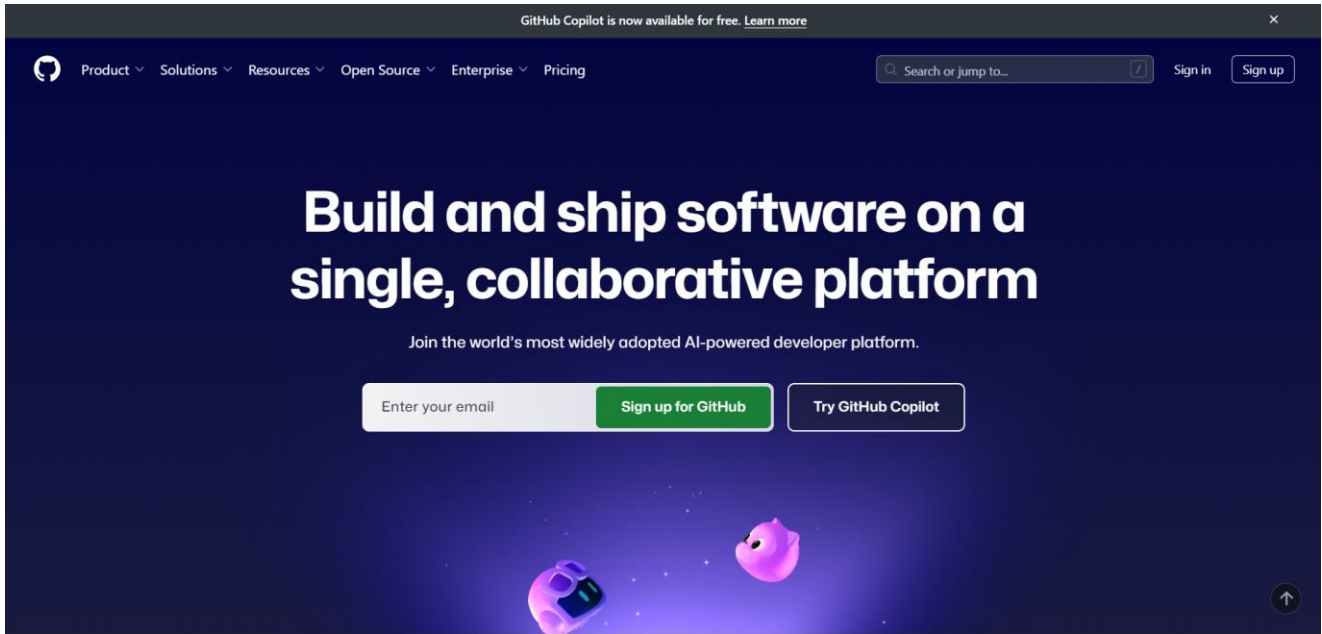 GitHub Copilot is now available for free. Learn more
Product Solutions Resources Open Source Enterprise Pricing Search or jump to... / Sign in Sign up
Build and ship software on a
single, collaborative platform
Join the world's most widely adopted AI-powered developer platform.
Enter your email Sign up for GitHub Try GitHub Copilot